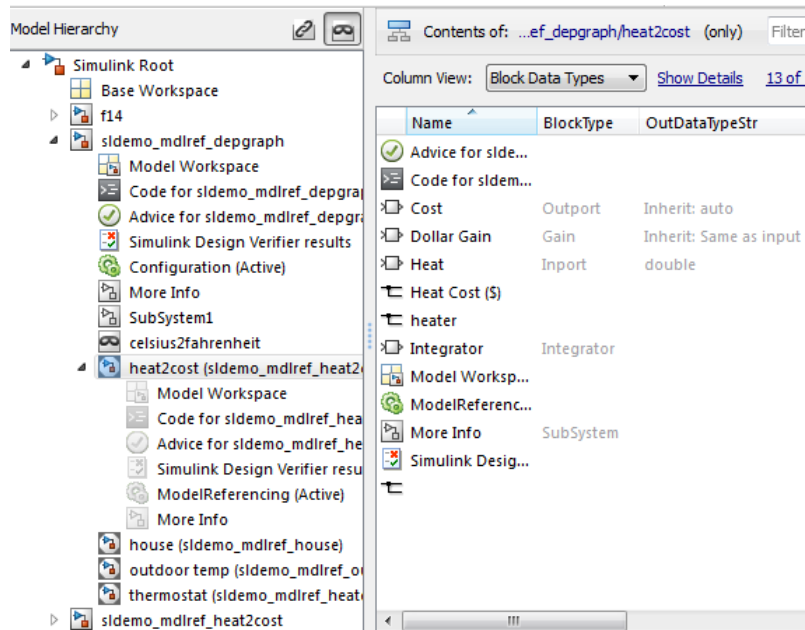 Model Hierarchy
Simulink Root
Base Workspace
f14
sldemo_mdlref_depgraph
Model Workspace
Code for sldemo_mdlref_depgra
Advice for sldemo_mdlref_depgr
Simulink Design Verifier results
Configuration (Active)
More Info
SubSystem1
celsius2fahrenheit
heat2cost (sldemo_mdlref_heat2
Model Workspace
Code for sldemo_mdlref_hea
Advice for sldemo_mdlref_he
Simulink Design Verifier resu
ModelReferencing (Active)
More Info
house (sldemo_mdlref_house)
outdoor temp (sldemo_mdlref_o
thermostat (sldemo_mdlref_heat
sldemo_mdlref_heat2cost
Contents of: ...ef_depgraph/heat2cost (only) Filter
Column View: Block Data Types Show Details 13 of
Name BlockType OutDataTypeStr
Advice for slde...
Code for sldem...
Cost Outport Inherit: auto
Dollar Gain Gain Inherit: Same as input
Heat Inport double
Heat Cost ($)
heater
Integrator Integrator
Model Worksp...
ModelReferenc...
More Info SubSystem
Simulink Desig...